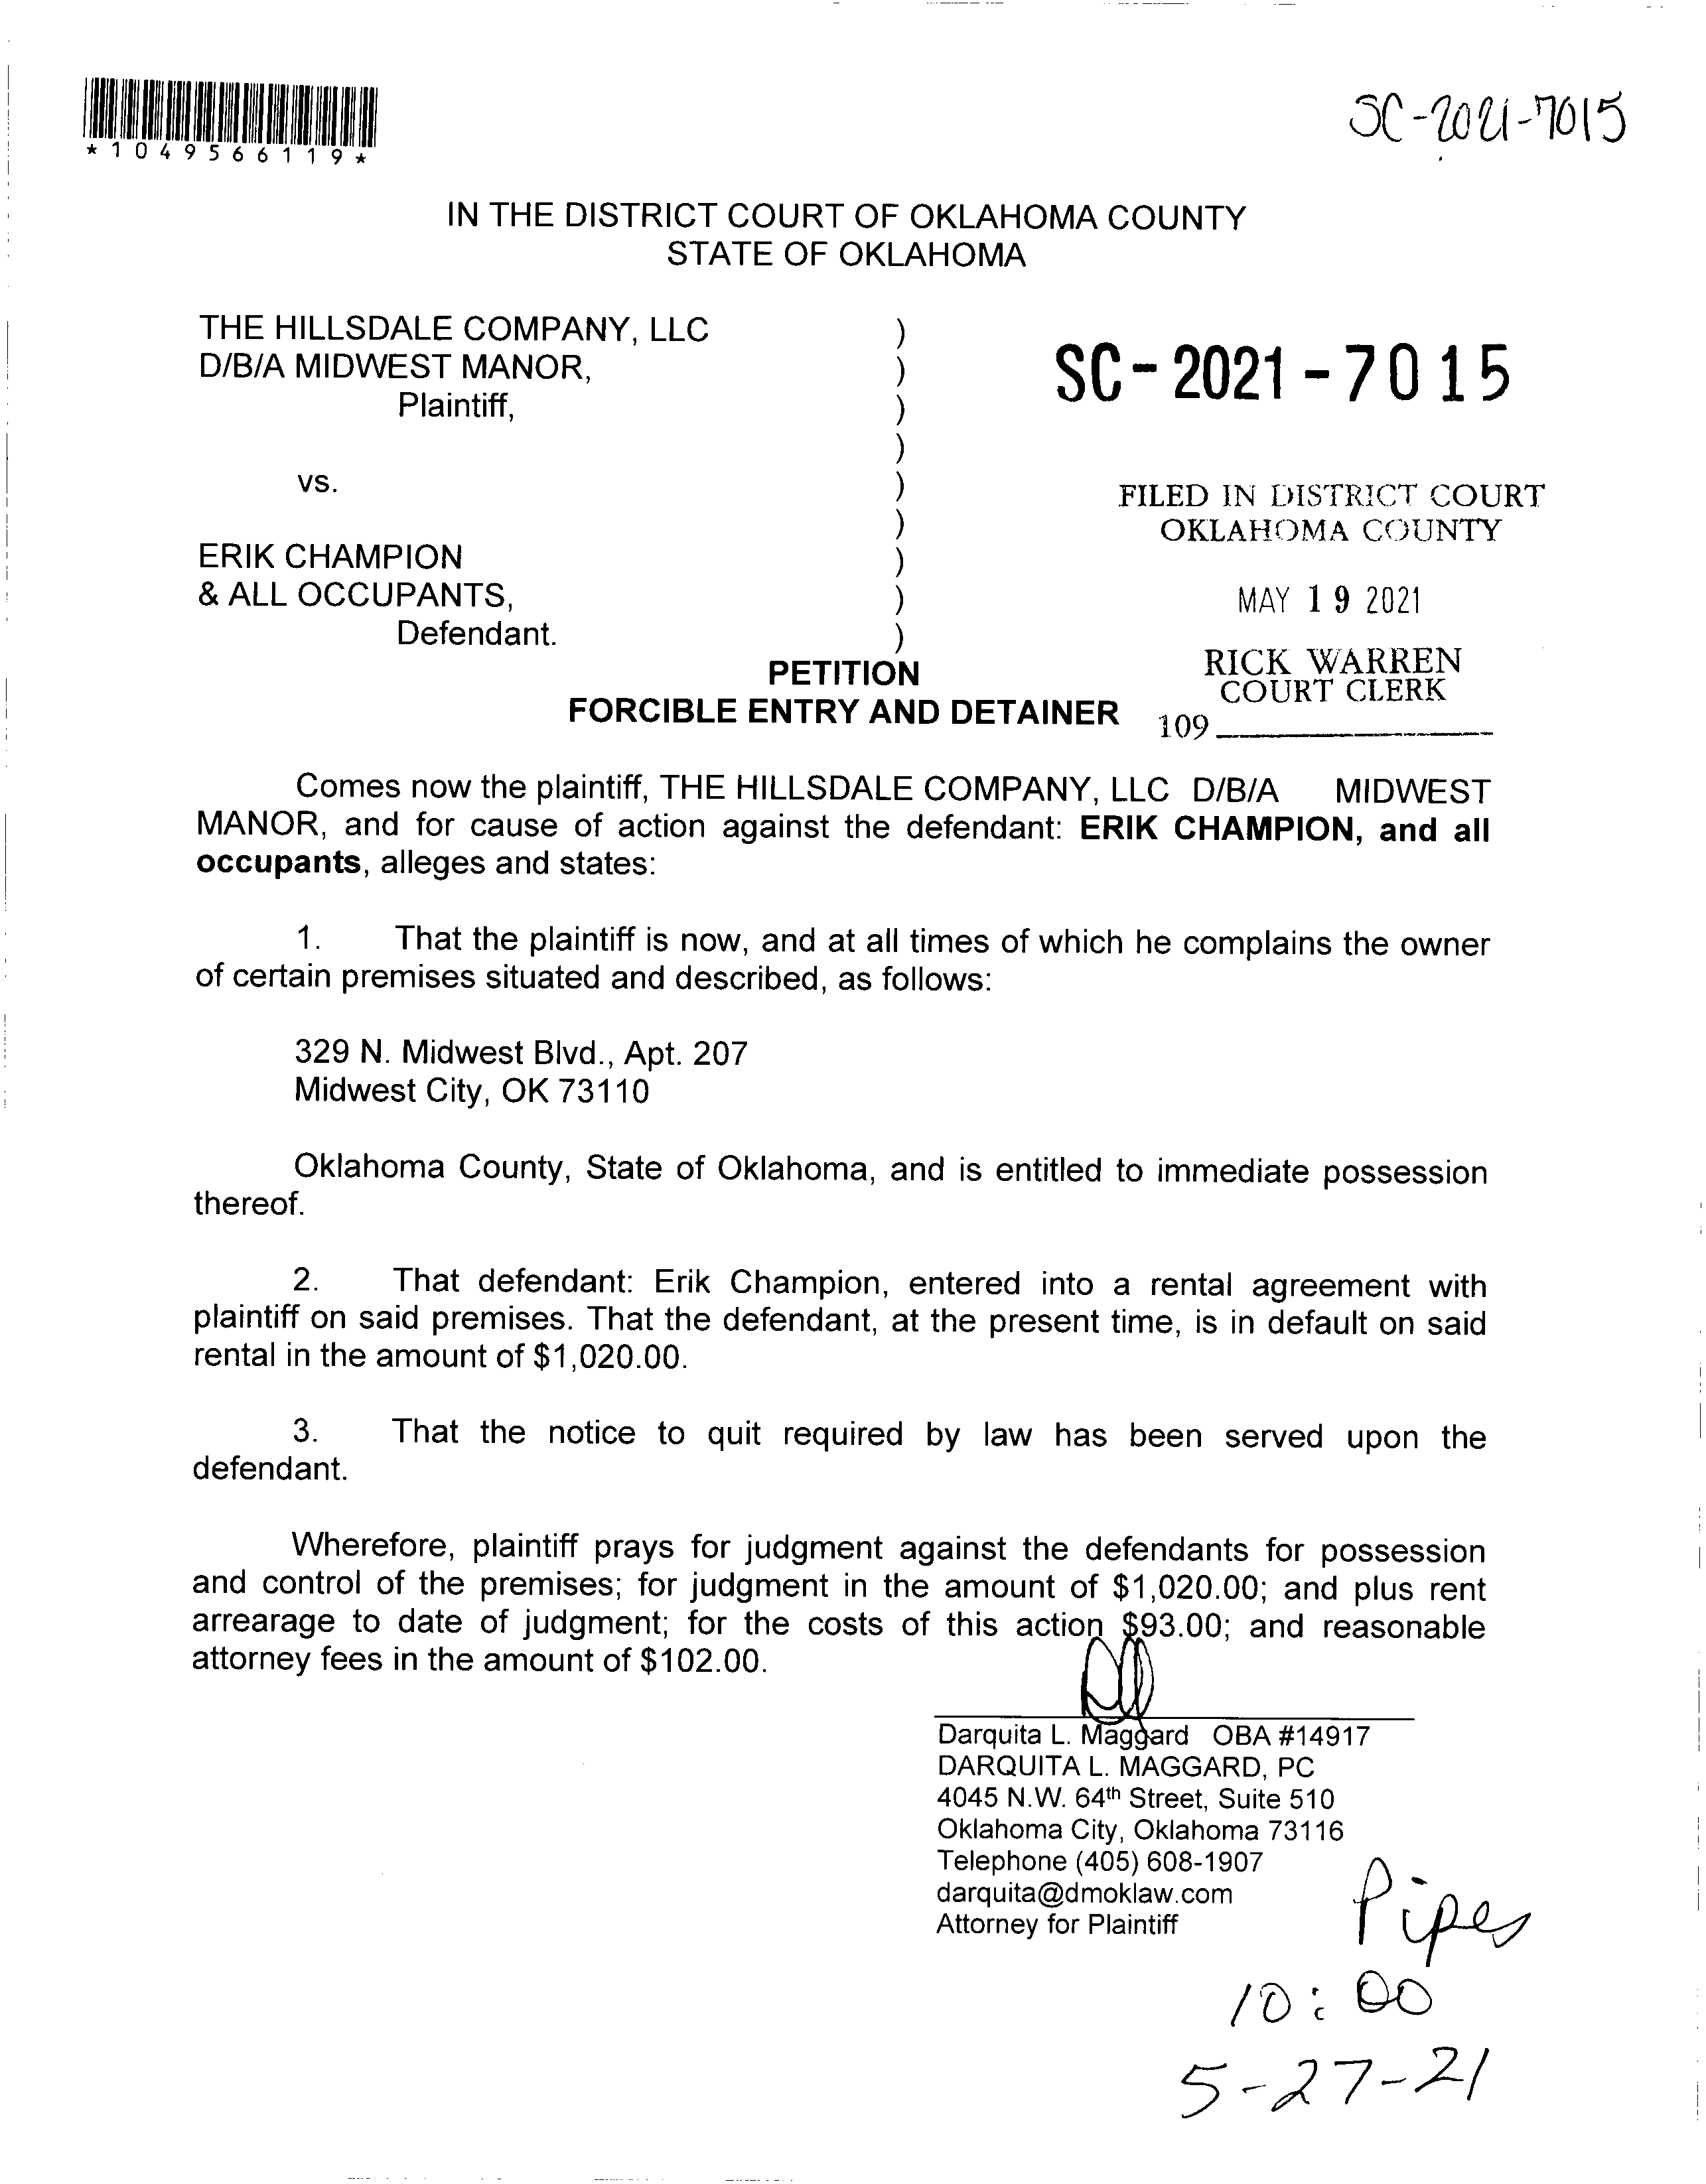 *1049566119*
SC-2021-7015
IN THE DISTRICT COURT OF OKLAHOMA COUNTY
STATE OF OKLAHOMA
THE HILLSDALE COMPANY, LLC )
D/B/A MIDWEST MANOR, )
Plaintiff, )
)
vs. )
)
ERIK CHAMPION )
& ALL OCCUPANTS, )
Defendant. )
SC-2021-7015
FILED IN DISTRICT COURT
OKLAHOMA COUNTY
MAY 19 2021
RICK WARREN
COURT CLERK
109
PETITION
FORCIBLE ENTRY AND DETAINER
Comes now the plaintiff, THE HILLSDALE COMPANY, LLC D/B/A MIDWEST
MANOR, and for cause of action against the defendant: ERIK CHAMPION, and all
occupants, alleges and states:
1. That the plaintiff is now, and at all times of which he complains the owner
of certain premises situated and described, as follows:
329 N. Midwest Blvd., Apt. 207
Midwest City, OK 73110
Oklahoma County, State of Oklahoma, and is entitled to immediate possession
thereof.
2. That defendant: Erik Champion, entered into a rental agreement with
plaintiff on said premises. That the defendant, at the present time, is in default on said
rental in the amount of $1,020.00.
3. That the notice to quit required by law has been served upon the
defendant.
Wherefore, plaintiff prays for judgment against the defendants for possession
and control of the premises; for judgment in the amount of $1,020.00; and plus rent
arrearage to date of judgment; for the costs of this action $93.00; and reasonable
attorney fees in the amount of $102.00.
Darquita L. Maggard OBA #14917
DARQUITA L. MAGGARD, PC
4045 N.W. 64th Street, Suite 510
Oklahoma City, Oklahoma 73116
Telephone (405) 608-1907
darquita@dmoklaw.com
Attorney for Plaintiff
Pipes
10:00
5-27-21